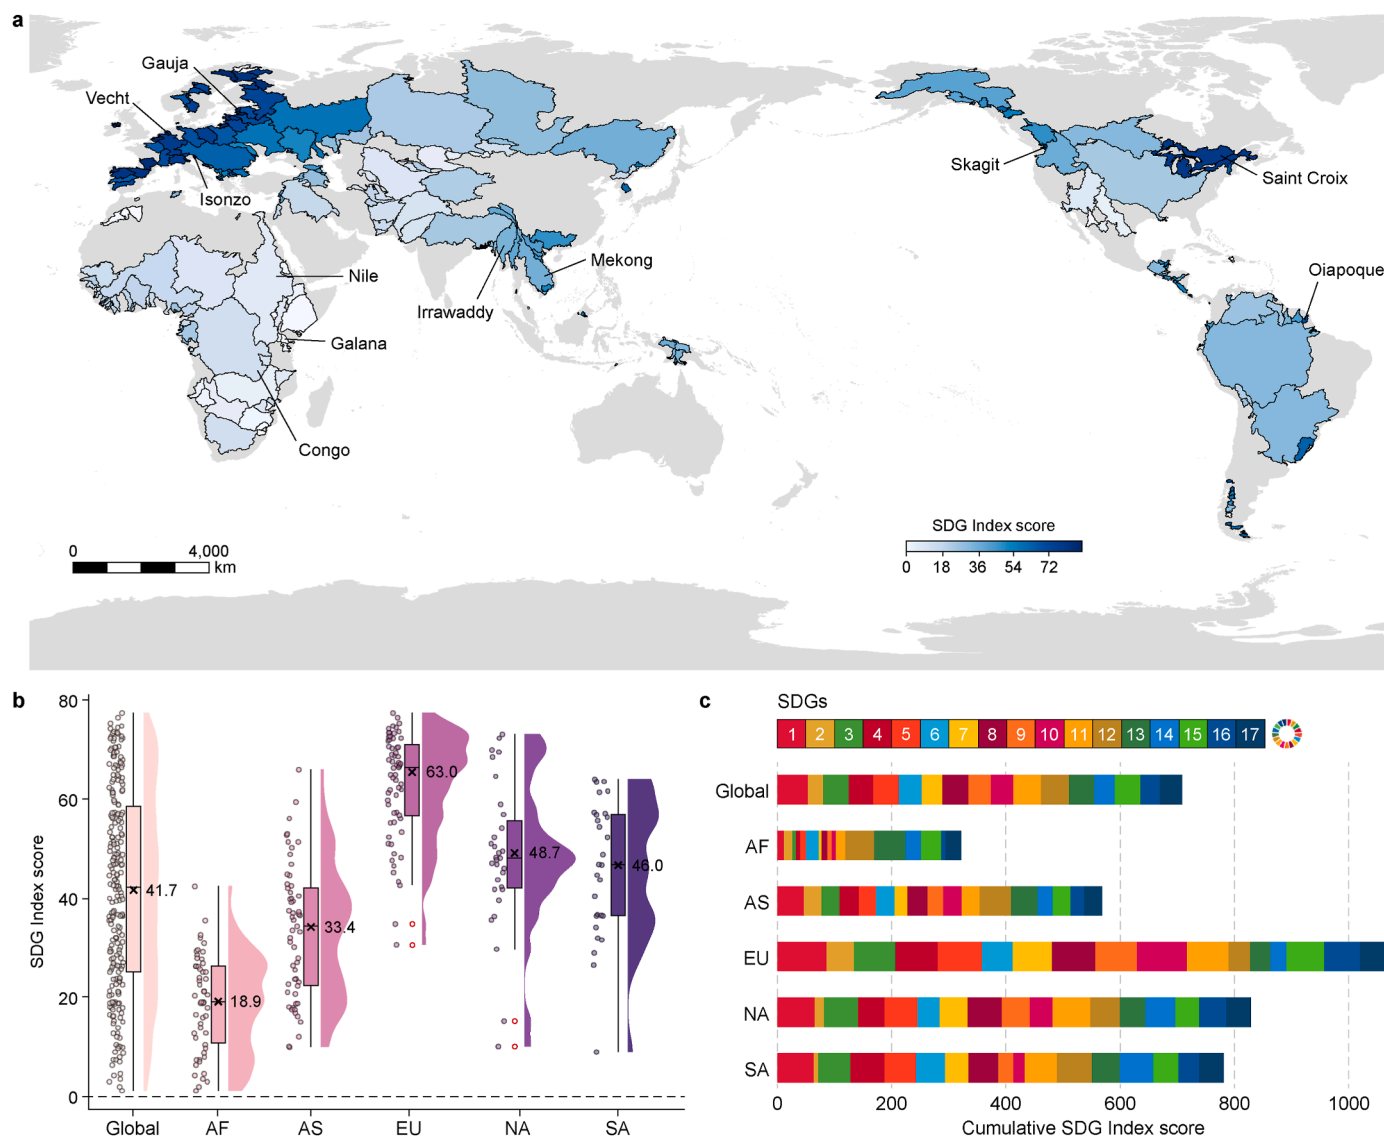 a
Gauja
Vecht
Isonzo
Skagit
Saint Croix
Nile
Mekong
Oiapoque
Irrawaddy
Galana
Congo
0 4,000
km
SDG Index score
0 18 36 54 72
b
80
60
40
20
0
SDG Index score
41.7
18.9
33.4
63.0
48.7
46.0
Global AF AS EU NA SA
c
SDGs
1 2 3 4 5 6 7 8 9 10 11 12 13 14 15 16 17
Global
AF
AS
EU
NA
SA
0 200 400 600 800 1000
Cumulative SDG Index score